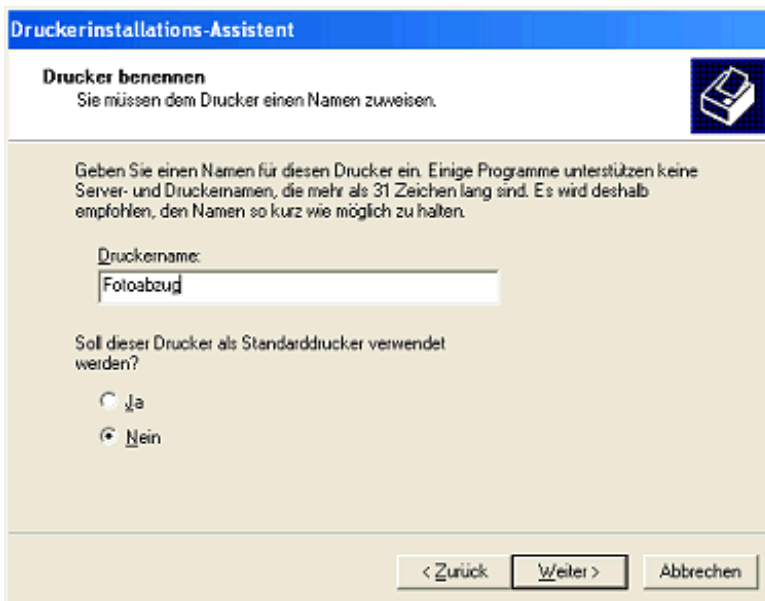 Druckerinstallations-Assistent
Drucker benennen
Sie müssen dem Drucker einen Namen zuweisen.
Geben Sie einen Namen für diesen Drucker ein. Einige Programme unterstützen keine
Server- und Druckernamen, die mehr als 31 Zeichen lang sind. Es wird deshalb
empfohlen, den Namen so kurz wie möglich zu halten.
Druckername:
Fotoabzug
Soll dieser Drucker als Standarddrucker verwendet
werden?
Ja
Nein
< Zurück
Weiter >
Abbrechen